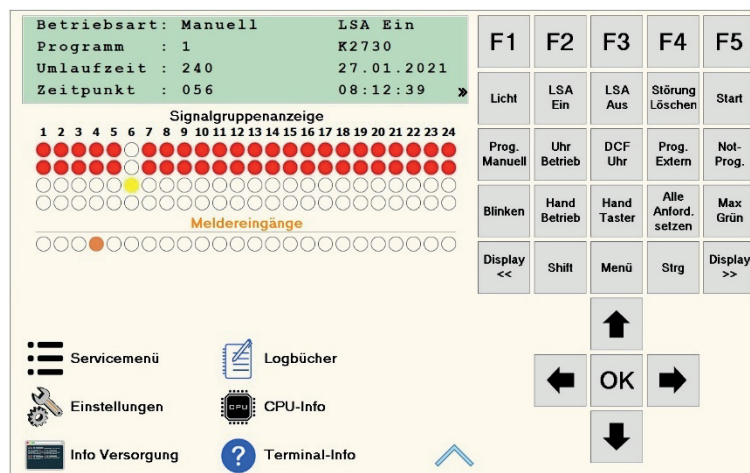 Betriebsart: Manuell LSA Ein
Programm : 1 K2730
Umlaufzeit : 240 27.01.2021
Zeitpunkt : 056 08:12:39 »
Signalgruppenanzeige
1 2 3 4 5 6 7 8 9 10 11 12 13 14 15 16 17 18 19 20 21 22 23 24
Meldereingänge
F1 F2 F3 F4 F5
Licht
LSA
Ein
LSA
Aus
Störung
Löschen
Start
Prog.
Manuell
Uhr
Betrieb
DCF
Uhr
Prog.
Extern
Not-
Prog.
Blinken
Hand
Betrieb
Hand
Taster
Alle
Anford.
setzen
Max
Grün
Display
<<
Shift
Menü
Strg
Display
>>
OK
Servicemenü
Logbücher
Einstellungen
CPU
CPU-Info
Info Versorgung
?
Terminal-Info